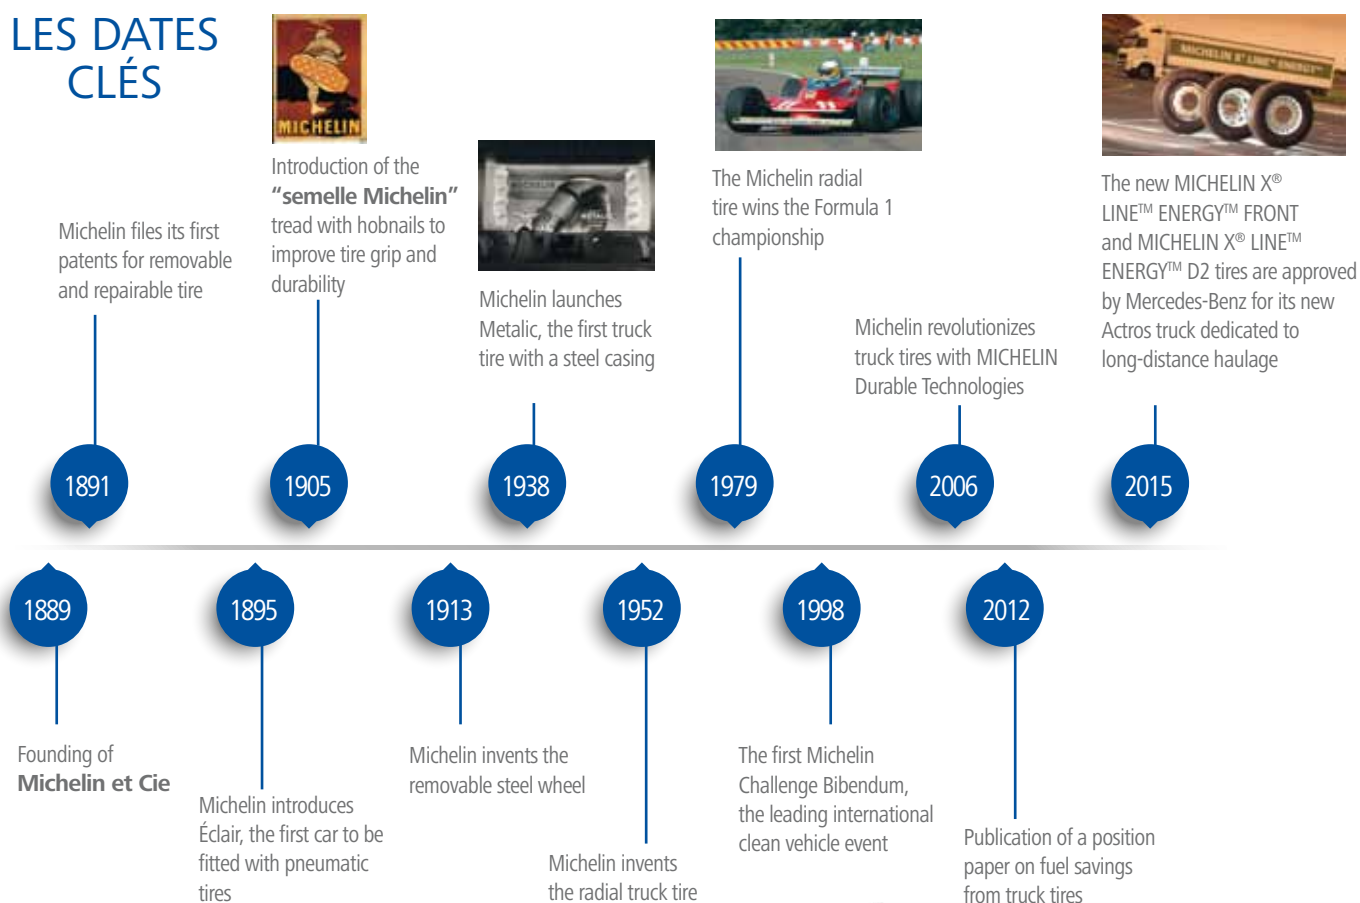 LES DATES
CLÉS
MICHELIN
Introduction of the
“semelle Michelin”
tread with hobnails to
improve tire grip and
durability
Michelin files its first
patents for removable
and repairable tire
MICHELIN
Michelin launches
Metalic, the first truck
tire with a steel casing
The Michelin radial
tire wins the Formula 1
championship
Michelin revolutionizes
truck tires with MICHELIN
Durable Technologies
MICHELIN X® LINE™ ENERGY™
The new MICHELIN X®
LINE™ ENERGY™ FRONT
and MICHELIN X® LINE™
ENERGY™ D2 tires are approved
by Mercedes-Benz for its new
Actros truck dedicated to
long-distance haulage
1891
1905
1938
1979
2006
2015
1889
1895
1913
1952
1998
2012
Founding of
Michelin et Cie
Michelin introduces
Éclair, the first car to be
fitted with pneumatic
tires
Michelin invents the
removable steel wheel
Michelin invents
the radial truck tire
The first Michelin
Challenge Bibendum,
the leading international
clean vehicle event
Publication of a position
paper on fuel savings
from truck tires